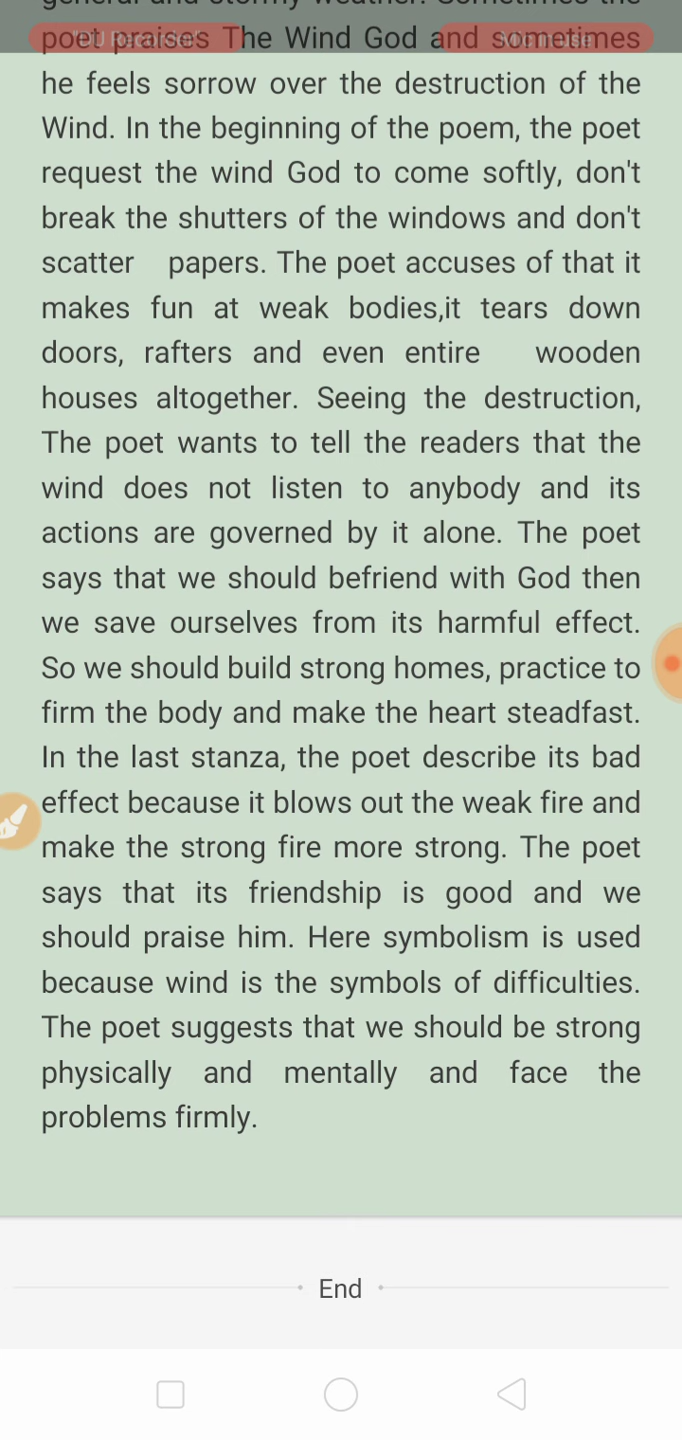 general and stormy weather. Sometimes the
poet praises The Wind God and sometimes
he feels sorrow over the destruction of the
Wind. In the beginning of the poem, the poet
request the wind God to come softly, don't
break the shutters of the windows and don't
scatter papers. The poet accuses of that it
makes fun at weak bodies,it tears down
doors, rafters and even entire wooden
houses altogether. Seeing the destruction,
The poet wants to tell the readers that the
wind does not listen to anybody and its
actions are governed by it alone. The poet
says that we should befriend with God then
we save ourselves from its harmful effect.
So we should build strong homes, practice to
firm the body and make the heart steadfast.
In the last stanza, the poet describe its bad
effect because it blows out the weak fire and
make the strong fire more strong. The poet
says that its friendship is good and we
should praise him. Here symbolism is used
because wind is the symbols of difficulties.
The poet suggests that we should be strong
physically and mentally and face the
problems firmly.
End